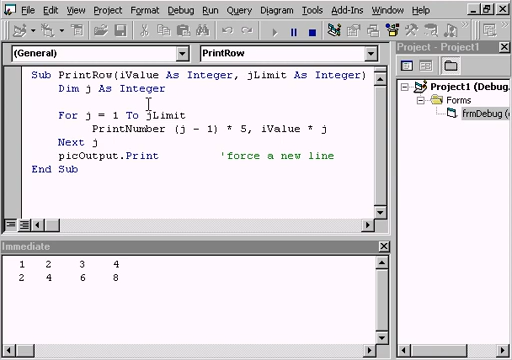 File Edit View Project Format Debug Run Query Diagram Tools Add-Ins Window Help
(General) PrintRow
Project - Project1
Sub PrintRow(iValue As Integer, jLimit As Integer)
Dim j As Integer
For j = 1 To jLimit
PrintNumber (j - 1) * 5, iValue * j
Next j
picOutput.Print 'force a new line
End Sub
Project1 (Debug.
Forms
frmDebug (Debug
Immediate
1 2 3 4
2 4 6 8